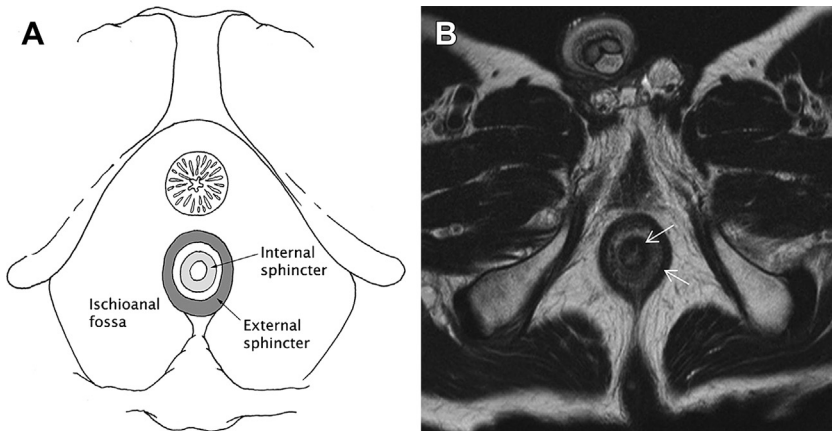 A
B
Internal
sphincter
Ischioanal
fossa
External
sphincter